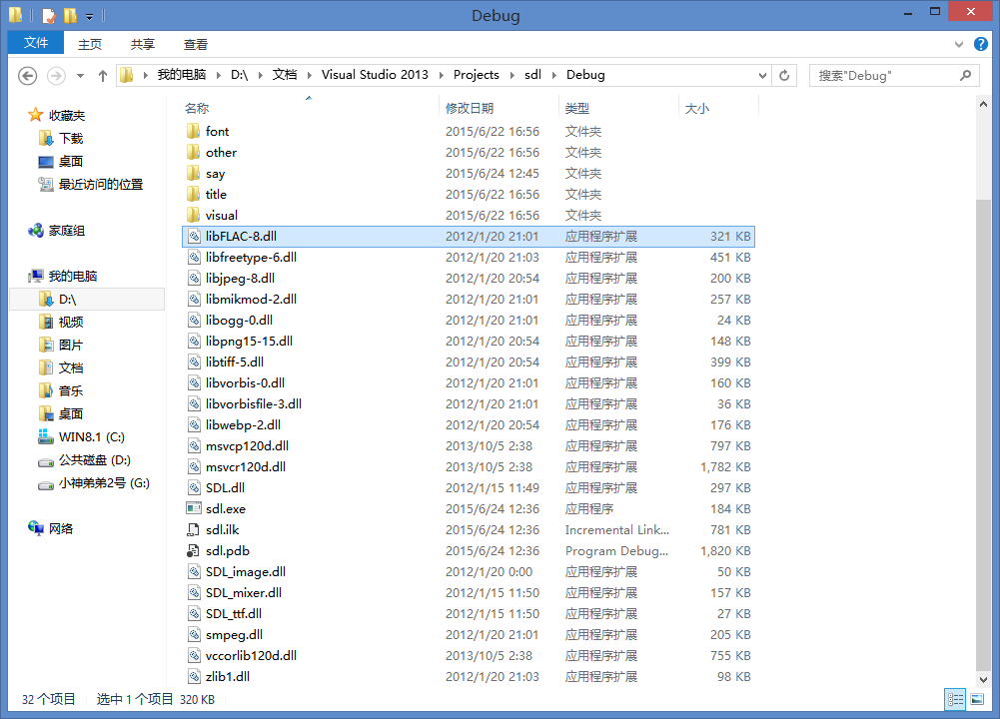 Debug
文件 主页 共享 查看
我的电脑 D:\ 文档 Visual Studio 2013 Projects sdl Debug 搜索"Debug"
收藏夹
下载
桌面
最近访问的位置
家庭组
我的电脑
D:\
视频
图片
文档
音乐
桌面
WIN8.1 (C:)
公共磁盘 (D:)
小神弟弟2号 (G:)
网络
名称 修改日期 类型 大小
font 2015/6/22 16:56 文件夹
other 2015/6/22 16:56 文件夹
say 2015/6/24 12:45 文件夹
title 2015/6/22 16:56 文件夹
visual 2015/6/22 16:56 文件夹
libFLAC-8.dll 2012/1/20 21:01 应用程序扩展 321 KB
libfreetype-6.dll 2012/1/20 21:03 应用程序扩展 451 KB
libjpeg-8.dll 2012/1/20 20:54 应用程序扩展 200 KB
libmikmod-2.dll 2012/1/20 21:01 应用程序扩展 257 KB
libogg-0.dll 2012/1/20 21:01 应用程序扩展 24 KB
libpng15-15.dll 2012/1/20 20:54 应用程序扩展 148 KB
libtiff-5.dll 2012/1/20 20:54 应用程序扩展 399 KB
libvorbis-0.dll 2012/1/20 21:01 应用程序扩展 160 KB
libvorbisfile-3.dll 2012/1/20 21:01 应用程序扩展 36 KB
libwebp-2.dll 2012/1/20 20:54 应用程序扩展 176 KB
msvcp120d.dll 2013/10/5 2:38 应用程序扩展 797 KB
msvcr120d.dll 2013/10/5 2:38 应用程序扩展 1,782 KB
SDL.dll 2012/1/15 11:49 应用程序扩展 297 KB
sdl.exe 2015/6/24 12:36 应用程序 184 KB
sdl.ilk 2015/6/24 12:36 Incremental Link... 781 KB
sdl.pdb 2015/6/24 12:36 Program Debug... 1,820 KB
SDL_image.dll 2012/1/20 0:00 应用程序扩展 50 KB
SDL_mixer.dll 2012/1/15 11:50 应用程序扩展 157 KB
SDL_ttf.dll 2012/1/15 11:50 应用程序扩展 27 KB
smpeg.dll 2012/1/20 21:01 应用程序扩展 205 KB
vccorlib120d.dll 2013/10/5 2:38 应用程序扩展 755 KB
zlib1.dll 2012/1/20 21:03 应用程序扩展 98 KB
32 个项目 选中 1 个项目 320 KB